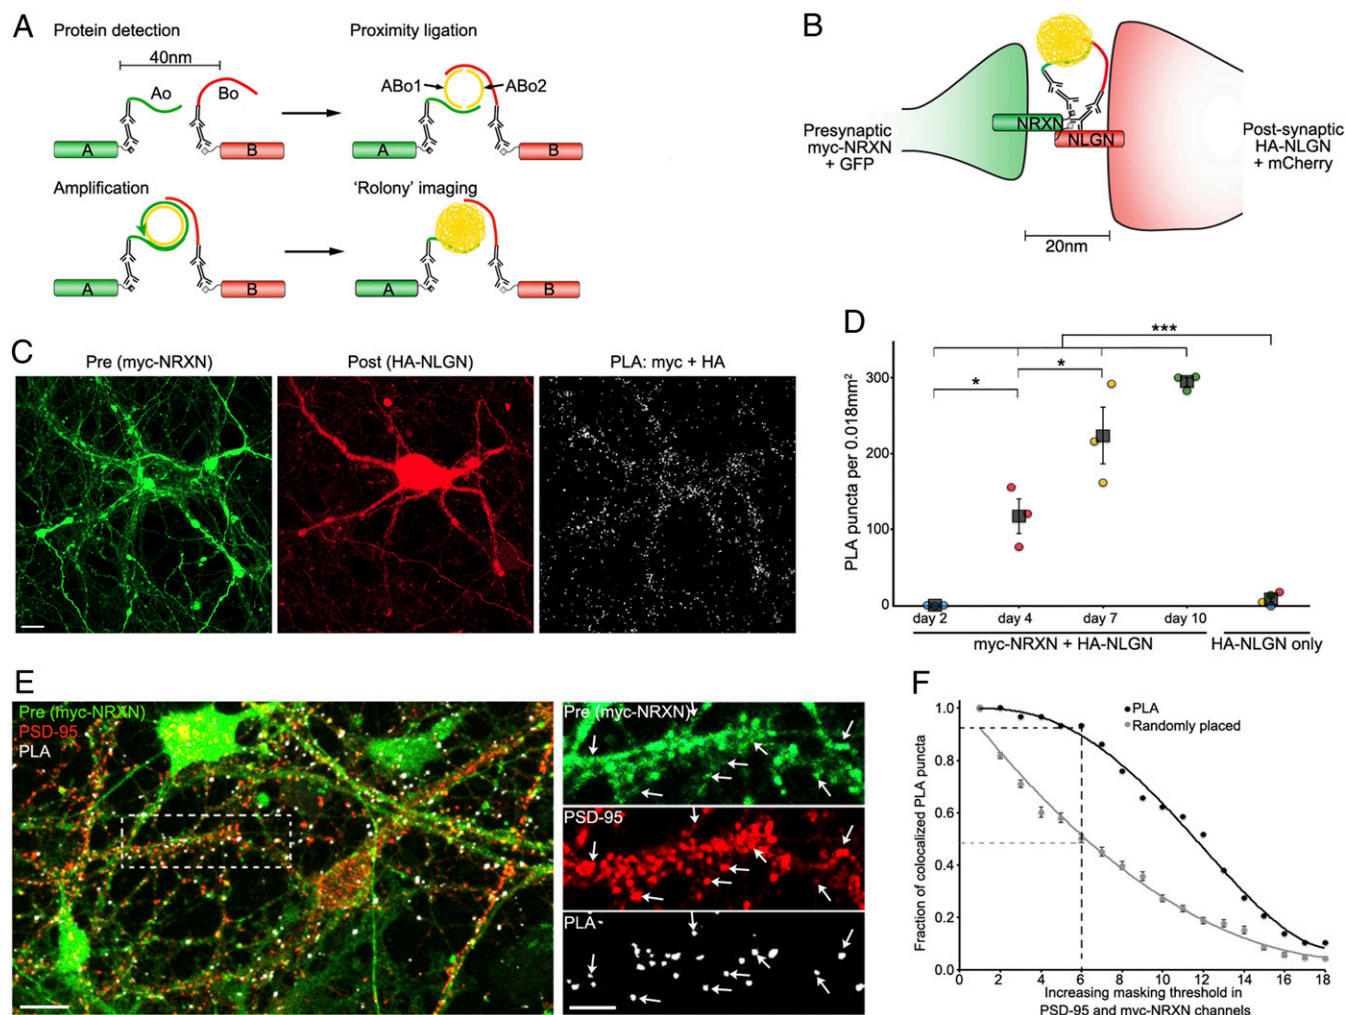 A
Protein detection
40nm
Ao
Bo
A
B
Proximity ligation
ABo1
ABo2
A
B
Amplification
A
B
'Rolony' imaging
A
B
B
NRXN
NLGN
Presynaptic
myc-NRXN
+ GFP
Post-synaptic
HA-NLGN
+ mCherry
20nm
C
Pre (myc-NRXN)
Post (HA-NLGN)
PLA: myc + HA
D
***
*
*
PLA puncta per 0.018mm²
300
200
100
0
day 2
day 4
day 7
day 10
myc-NRXN + HA-NLGN
HA-NLGN only
E
Pre (myc-NRXN)
PSD-95
PLA
Pre (myc-NRXN)
PSD-95
PLA
F
PLA
Randomly placed
Fraction of colocalized PLA puncta
1.0
0.8
0.6
0.4
0.2
0.0
2 4 6 8 10 12 14 16 18
Increasing masking threshold in
PSD-95 and myc-NRXN channels